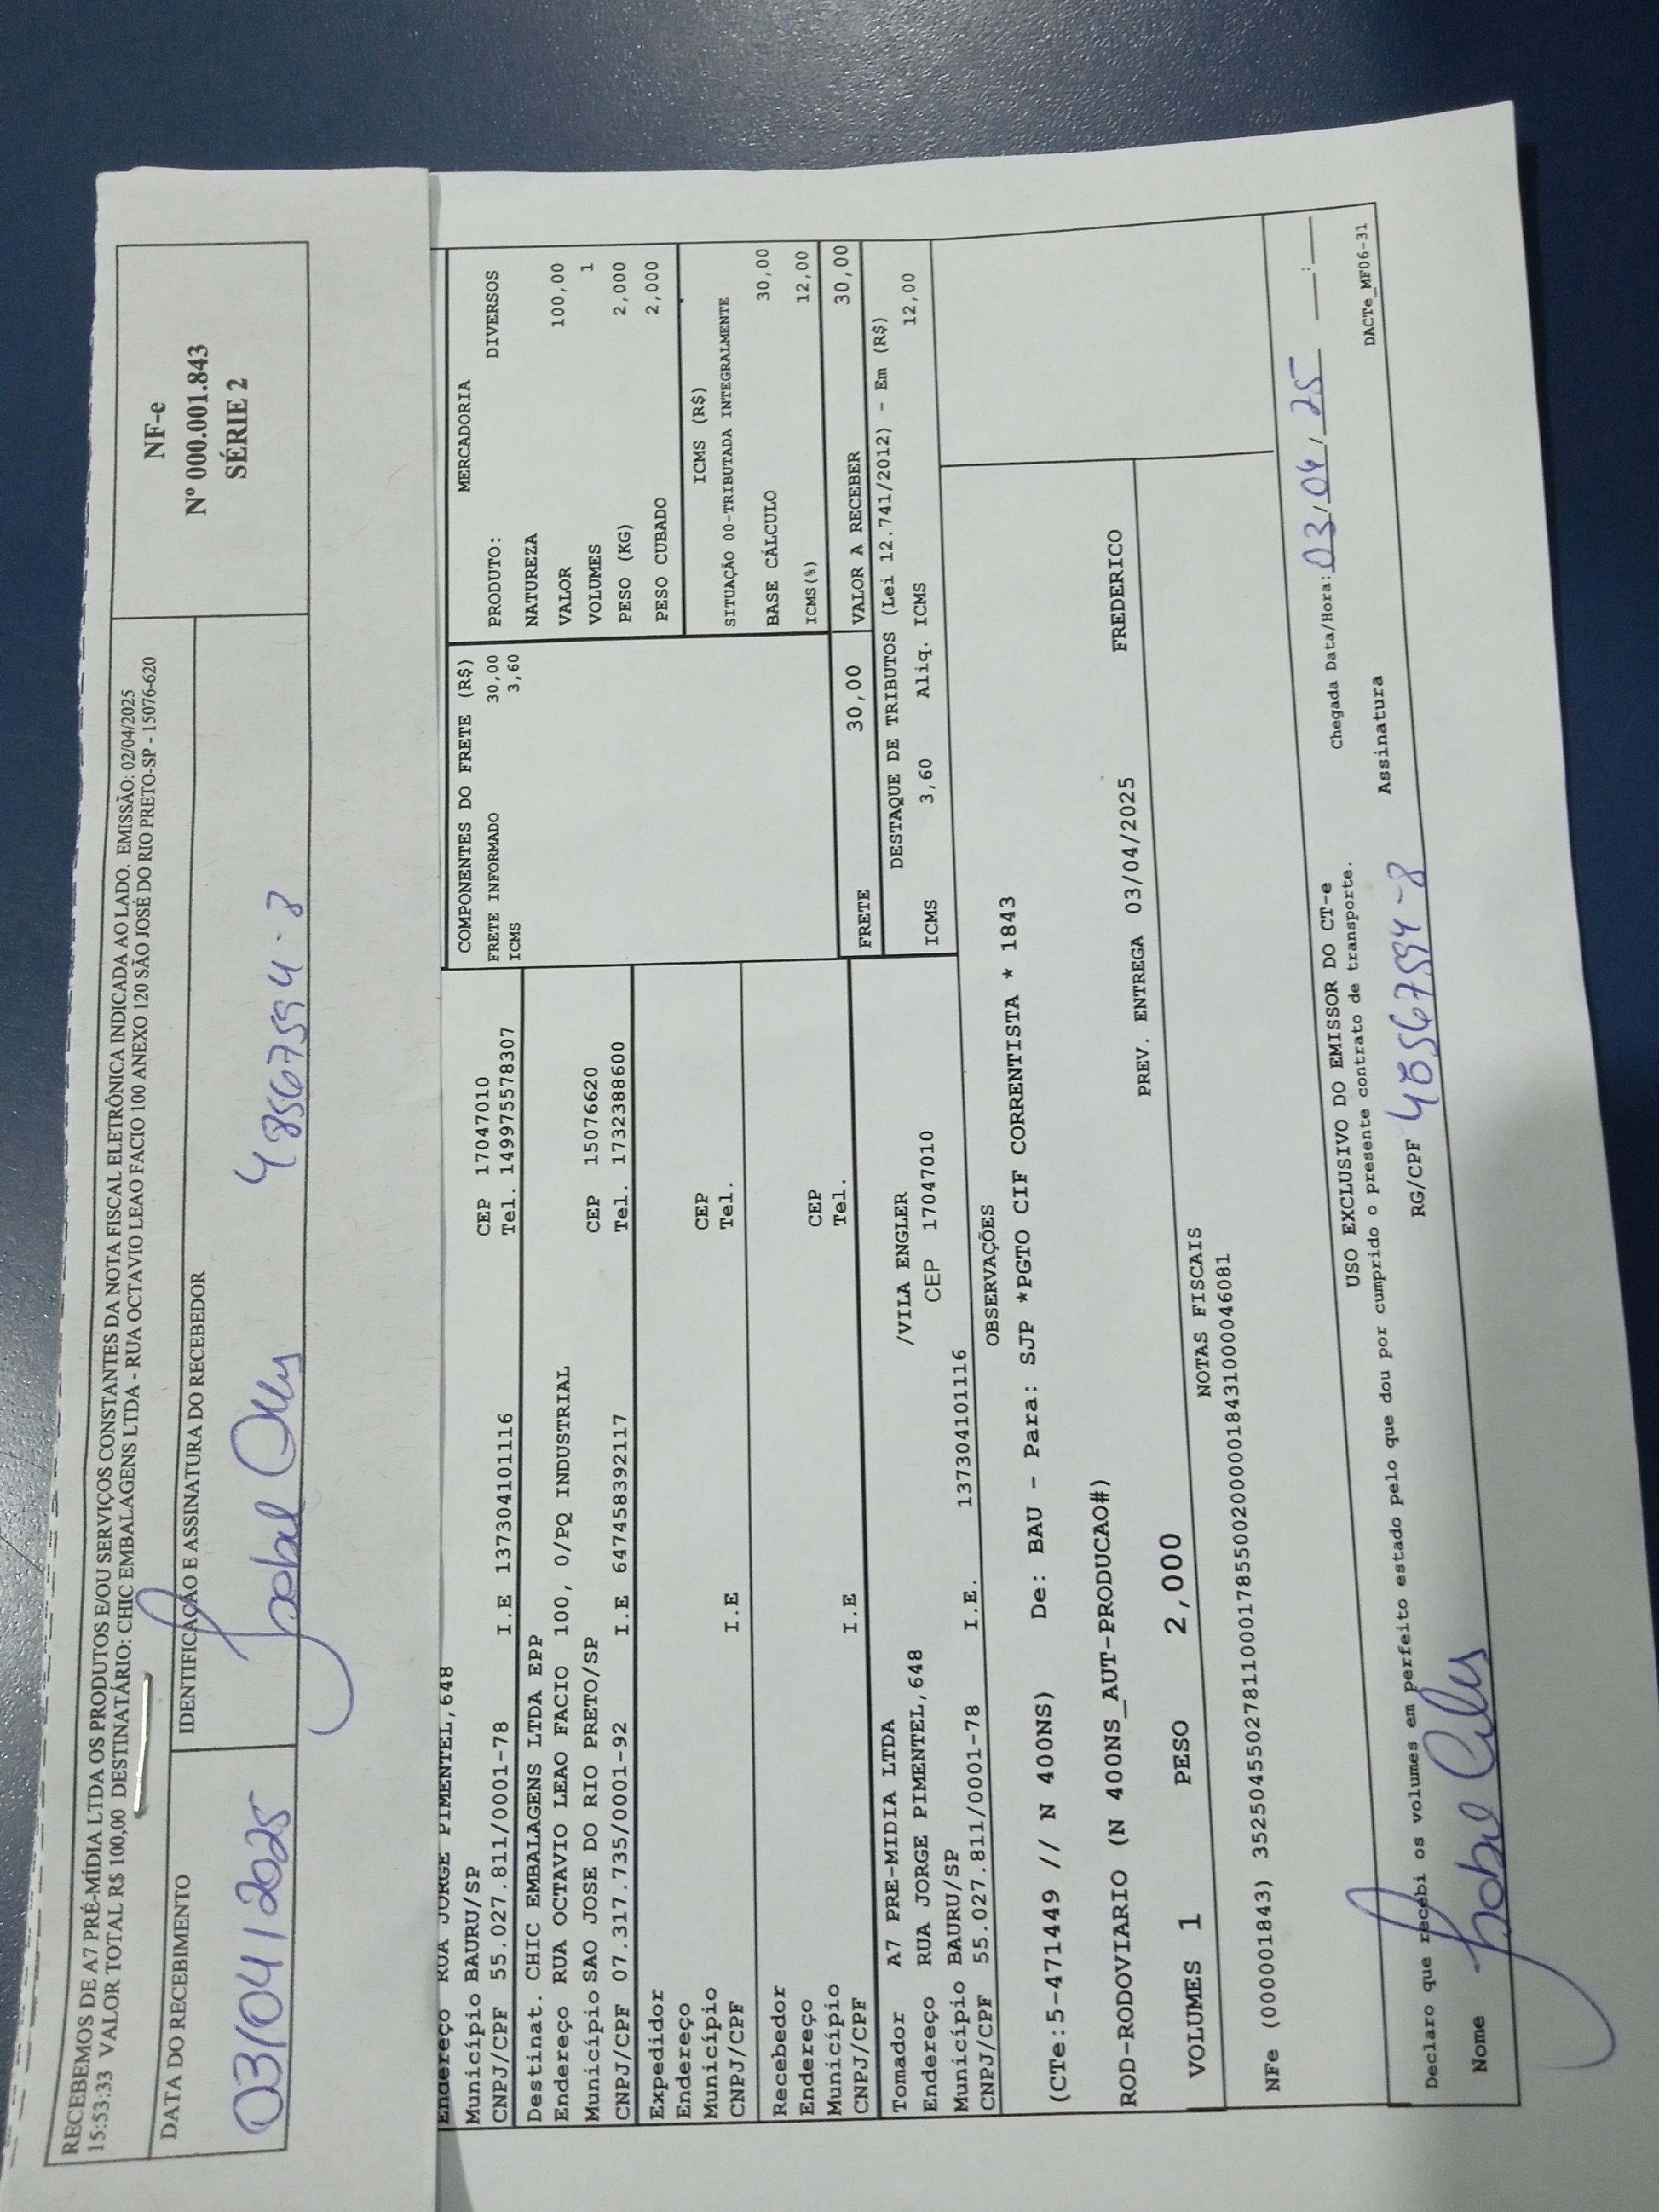 RECEBEMOS DE A7 PRÉ-MÍDIA LTDA OS PRODUTOS E/OU SERVIÇOS CONSTANTES DA NOTA FISCAL ELETRÔNICA INDICADA AO LADO. EMISSÃO: 02/04/2025
15:53:33 VALOR TOTAL R$ 100,00 DESTINATÁRIO: CHIC EMBALAGENS LTDA - RUA OCTAVIO LEAO FACIO 100 ANEXO 120 SÃO JOSÉ DO RIO PRETO-SP - 15076-620
DATA DO RECEBIMENTO
03/04/2025
IDENTIFICAÇÃO E ASSINATURA DO RECEBEDOR
48567594-8
NF-e
Nº 000.001.843
SÉRIE 2
Endereço RUA JORGE PIMENTEL,648
Município BAURU/SP CEP 17047010
CNPJ/CPF 55.027.811/0001-78 I.E 137304101116 Tel. 149975578307
Destinat. CHIC EMBALAGENS LTDA EPP
Endereço RUA OCTAVIO LEAO FACIO 100, 0/PQ INDUSTRIAL
Município SAO JOSE DO RIO PRETO/SP CEP 15076620
CNPJ/CPF 07.317.735/0001-92 I.E 647458392117 Tel. 1732388600
Expedidor
Endereço
Município CEP
CNPJ/CPF I.E Tel.
Recebedor
Endereço
Município CEP
CNPJ/CPF I.E Tel.
Tomador A7 PRE-MIDIA LTDA
Endereço RUA JORGE PIMENTEL,648 /VILA ENGLER
Município BAURU/SP CEP 17047010
CNPJ/CPF 55.027.811/0001-78 I.E. 137304101116
COMPONENTES DO FRETE (R$)
FRETE INFORMADO 30,00
ICMS 3,60
MERCADORIA
PRODUTO: DIVERSOS
NATUREZA
VALOR 100,00
VOLUMES 1
PESO (KG) 2,000
PESO CUBADO 2,000
ICMS (R$)
SITUAÇÃO 00-TRIBUTADA INTEGRALMENTE
BASE CÁLCULO 30,00
ICMS(%) 12,00
FRETE 30,00 VALOR A RECEBER 30,00
DESTAQUE DE TRIBUTOS (Lei 12.741/2012) - Em (R$)
ICMS 3,60 Aliq. ICMS 12,00
OBSERVAÇÕES
(CTe:5-471449 // N 400NS) De: BAU - Para: SJP *PGTO CIF CORRENTISTA * 1843
ROD-RODOVIARIO (N 400NS_AUT-PRODUCAO#) FREDERICO
PREV. ENTREGA 03/04/2025
VOLUMES 1 PESO 2,000
NOTAS FISCAIS
NFe (000001843) 35250455027811000178550020000018431000046081
USO EXCLUSIVO DO EMISSOR DO CT-e
Chegada Data/Hora: 03/04/25 __:__
Declaro que recebi os volumes em perfeito estado pelo que dou por cumprido o presente contrato de transporte.
Nome RG/CPF 48567594-8 Assinatura
DACTe_MF06-31